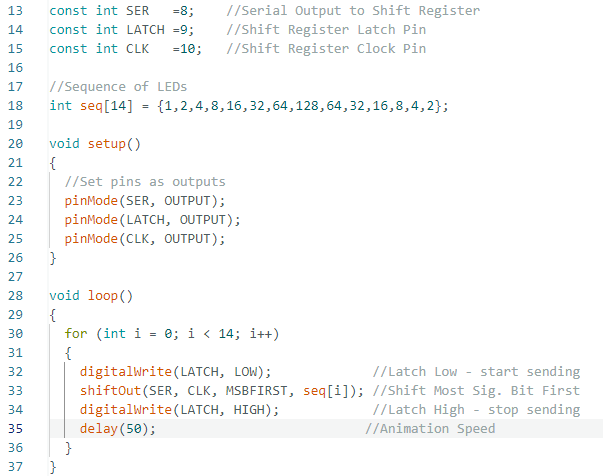 13 const int SER   =8;    //Serial Output to Shift Register
14 const int LATCH =9;    //Shift Register Latch Pin
15 const int CLK   =10;   //Shift Register Clock Pin
16
17 //Sequence of LEDs
18 int seq[14] = {1,2,4,8,16,32,64,128,64,32,16,8,4,2};
19
20 void setup()
21 {
22   //Set pins as outputs
23   pinMode(SER, OUTPUT);
24   pinMode(LATCH, OUTPUT);
25   pinMode(CLK, OUTPUT);
26 }
27
28 void loop()
29 {
30   for (int i = 0; i < 14; i++)
31   {
32     digitalWrite(LATCH, LOW);             //Latch Low - start sending
33     shiftOut(SER, CLK, MSBFIRST, seq[i]); //Shift Most Sig. Bit First
34     digitalWrite(LATCH, HIGH);            //Latch High - stop sending
35     delay(50);                           //Animation Speed
36   }
37 }